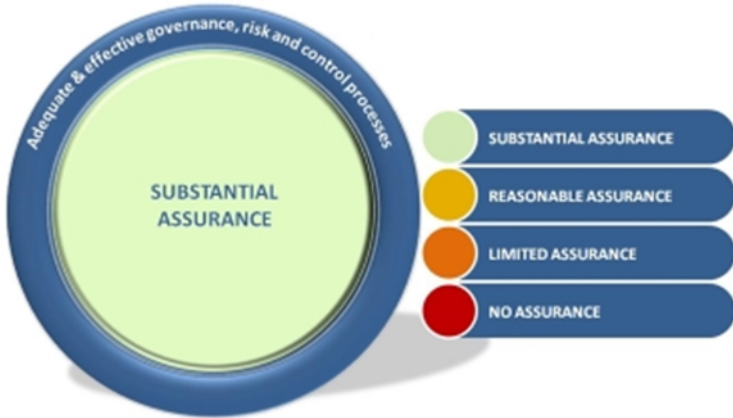 Adequate & effective governance, risk and control processes
SUBSTANTIAL
ASSURANCE
SUBSTANTIAL ASSURANCE
REASONABLE ASSURANCE
LIMITED ASSURANCE
NO ASSURANCE